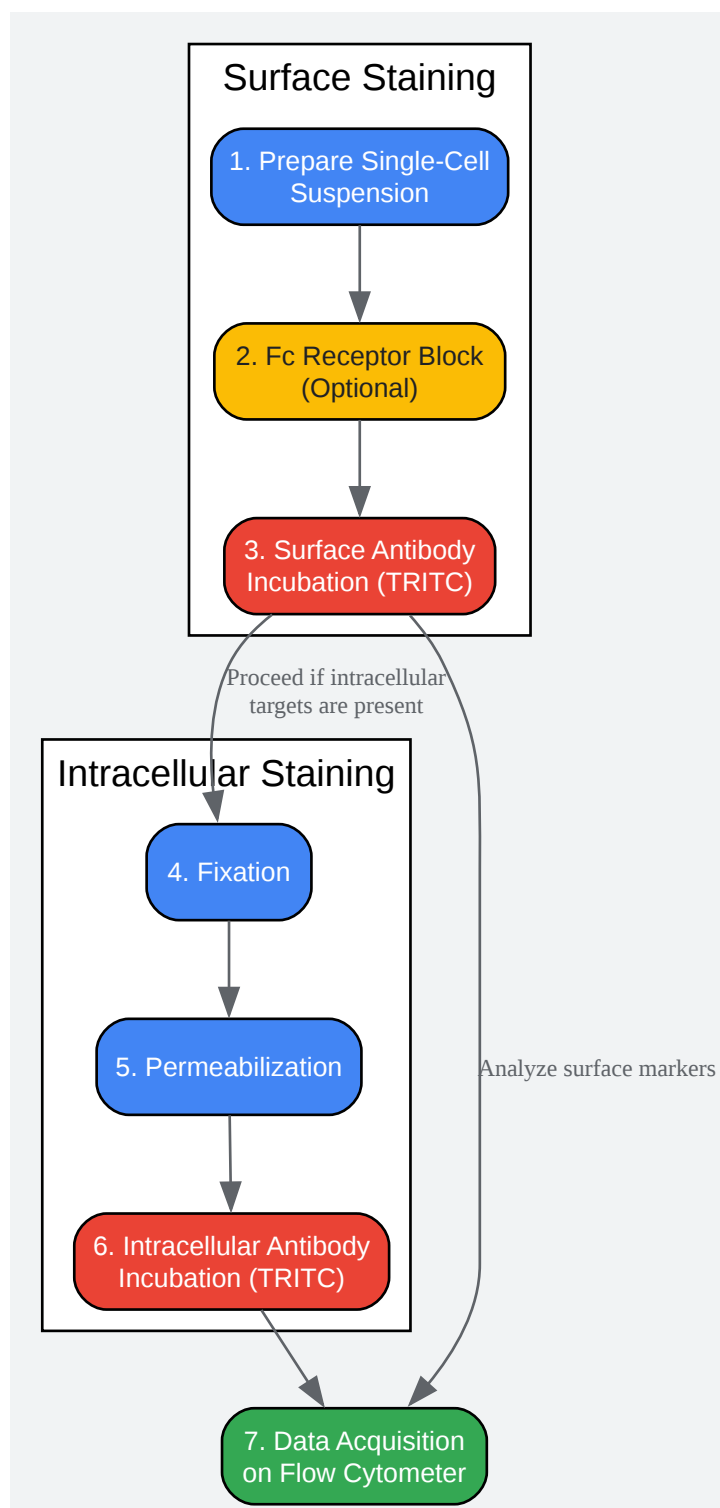 Surface Staining
1. Prepare Single-Cell
Suspension
2. Fc Receptor Block
(Optional)
3. Surface Antibody
Incubation (TRITC)
Proceed if intracellular
targets are present
Intracellular Staining
4. Fixation
5. Permeabilization
Analyze surface markers
6. Intracellular Antibody
Incubation (TRITC)
7. Data Acquisition
on Flow Cytometer